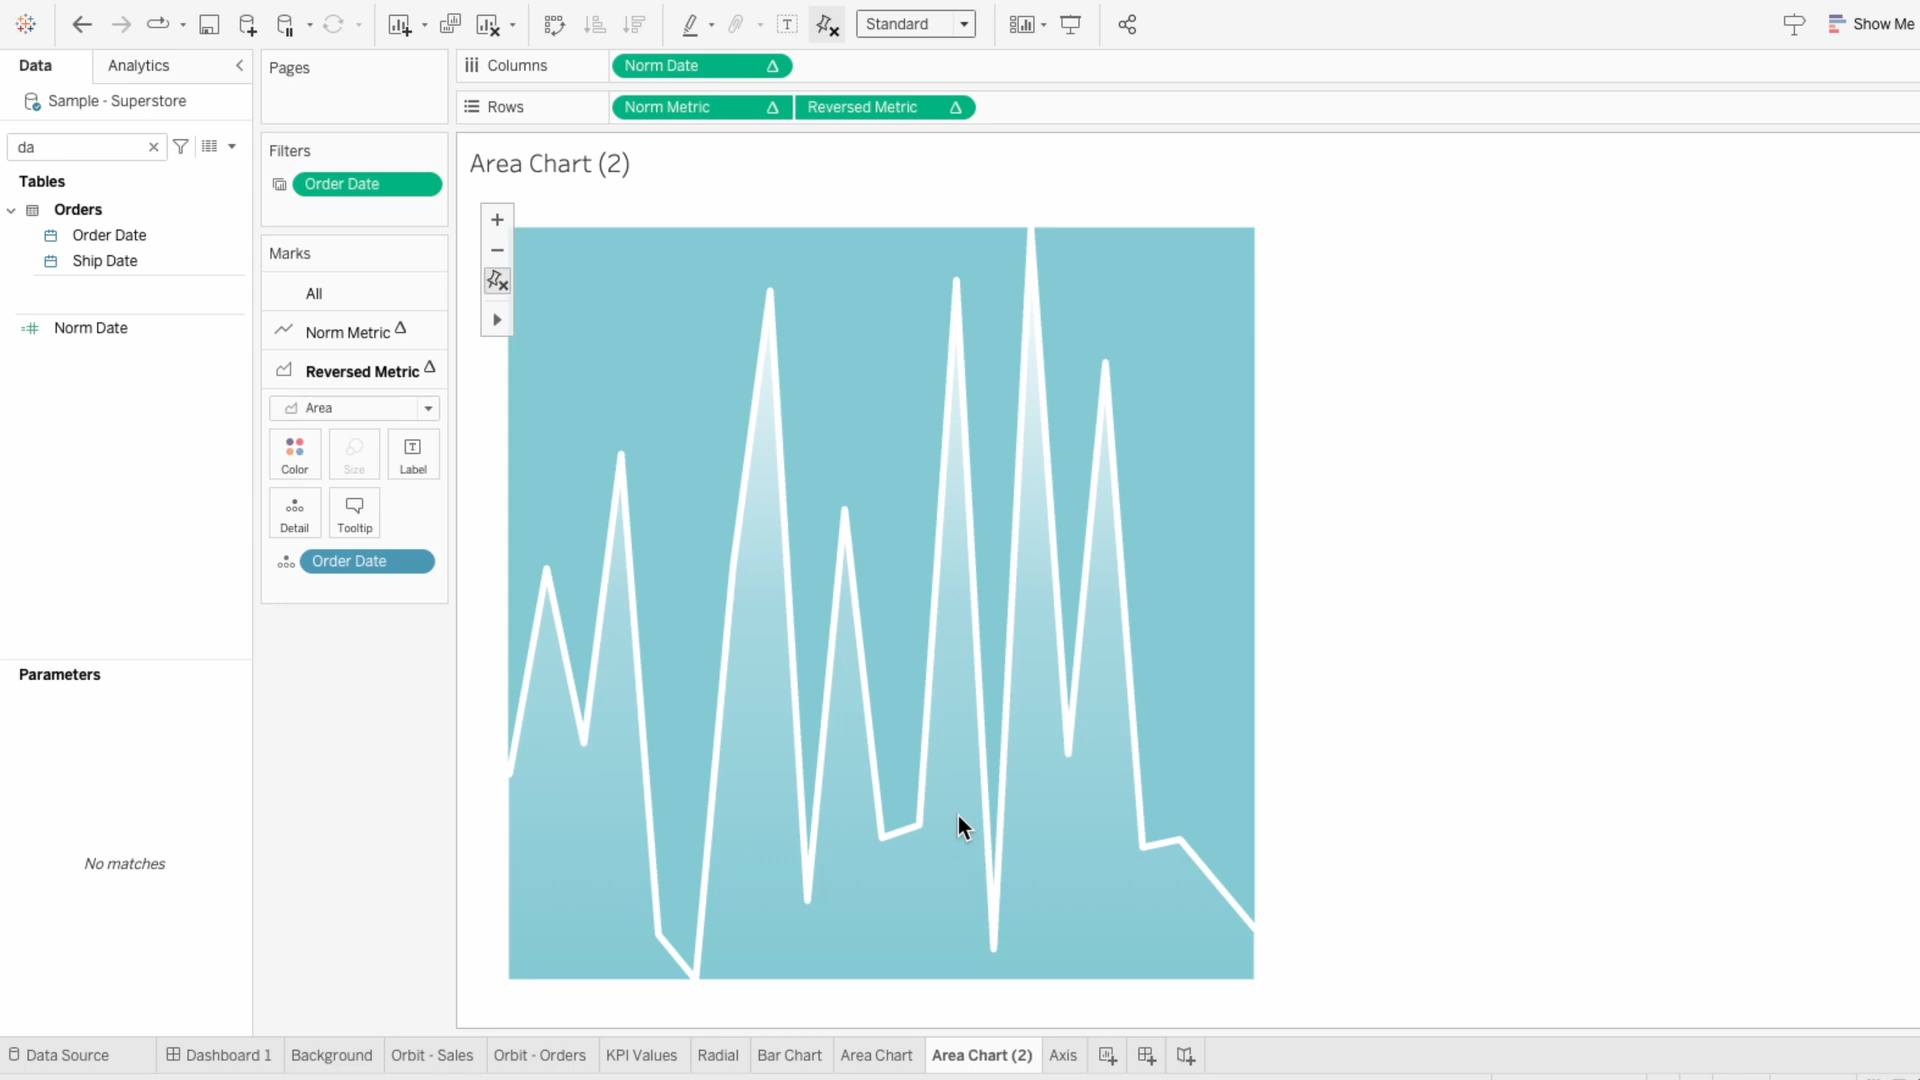 Standard
Show Me
Data
Analytics
Pages
Columns
Norm Date
Sample - Superstore
Rows
Norm Metric
Reversed Metric
da
Filters
Order Date
Tables
Orders
Order Date
Ship Date
Norm Date
Marks
All
Norm Metric
Reversed Metric
Area
Color
Size
Label
Detail
Tooltip
Order Date
Area Chart (2)
Parameters
No matches
Data Source
Dashboard 1
Background
Orbit - Sales
Orbit - Orders
KPI Values
Radial
Bar Chart
Area Chart
Area Chart (2)
Axis